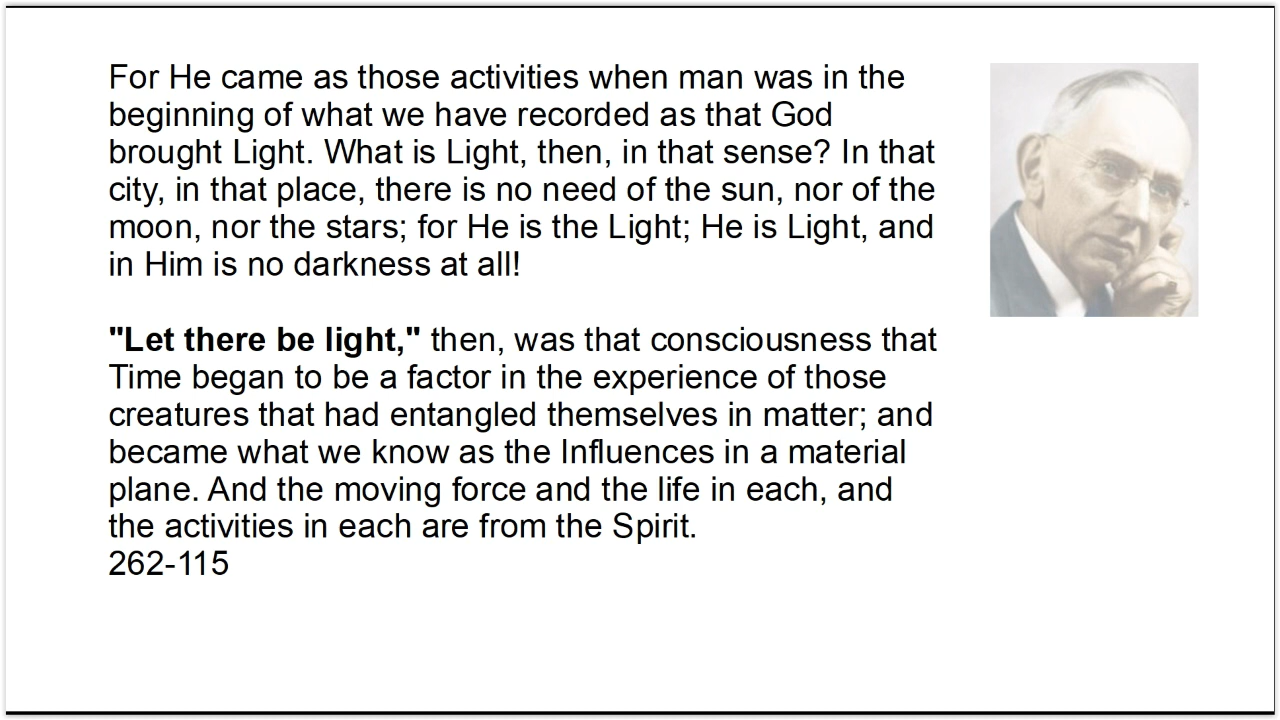 For He came as those activities when man was in the
beginning of what we have recorded as that God
brought Light. What is Light, then, in that sense? In that
city, in that place, there is no need of the sun, nor of the
moon, nor the stars; for He is the Light; He is Light, and
in Him is no darkness at all!
"Let there be light," then, was that consciousness that
Time began to be a factor in the experience of those
creatures that had entangled themselves in matter; and
became what we know as the Influences in a material
plane. And the moving force and the life in each, and
the activities in each are from the Spirit.
262-115